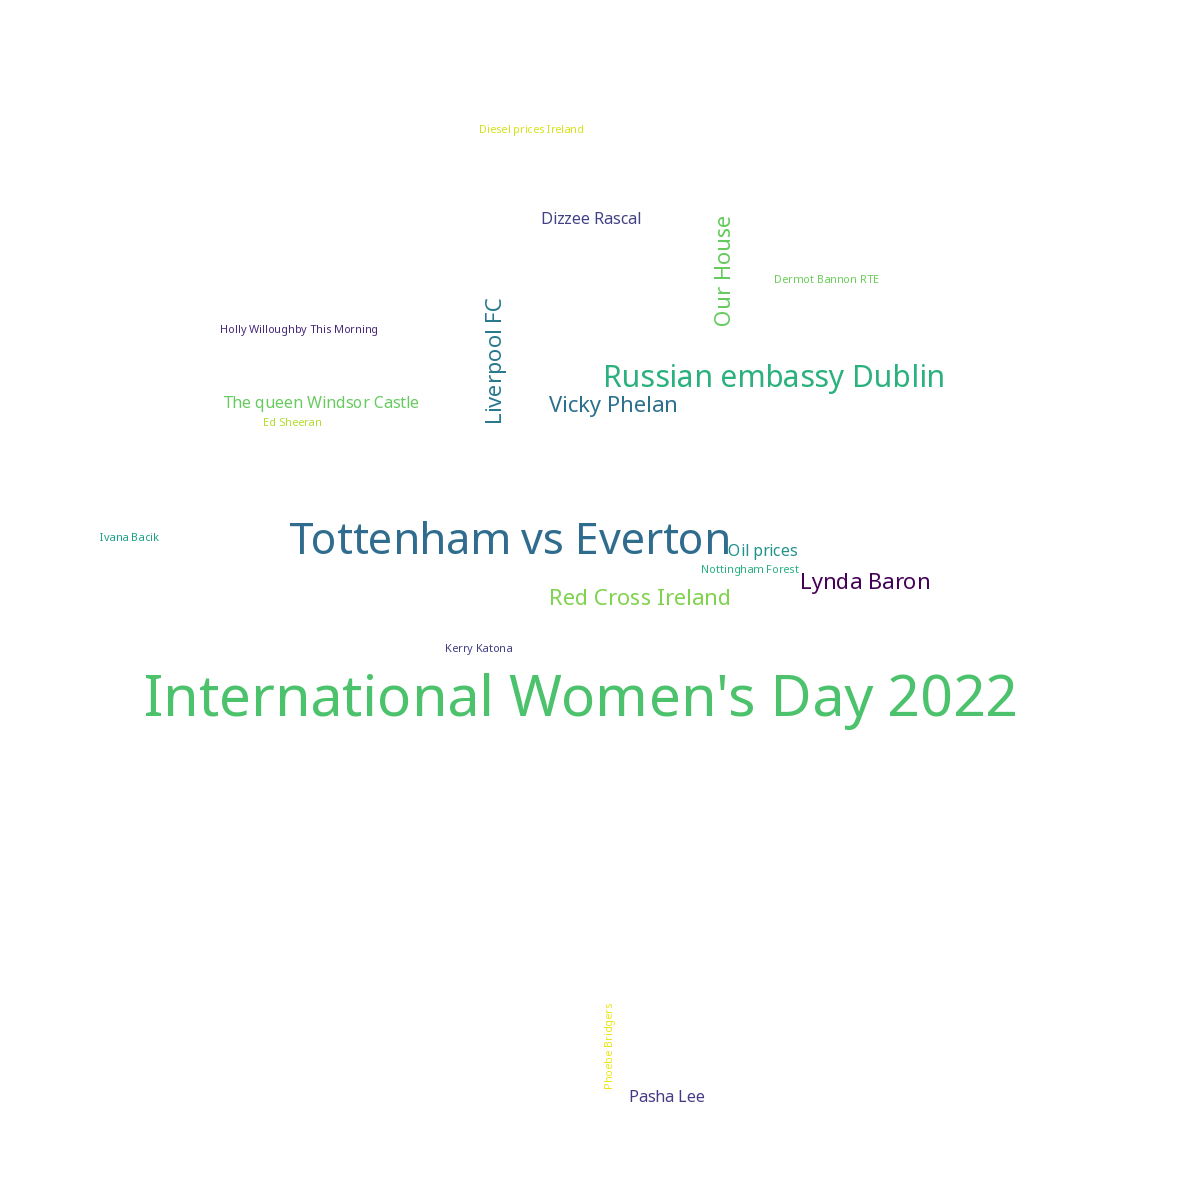 Diesel prices Ireland
Dizzee Rascal
Our House
Dermot Bannon RTE
Liverpool FC
Holly Willoughby This Morning
Russian embassy Dublin
The queen Windsor Castle
Vicky Phelan
Ed Sheeran
Tottenham vs Everton
Ivana Bacik
Oil prices
Nottingham Forest
Lynda Baron
Red Cross Ireland
Kerry Katona
International Women's Day 2022
Phoebe Bridgers
Pasha Lee